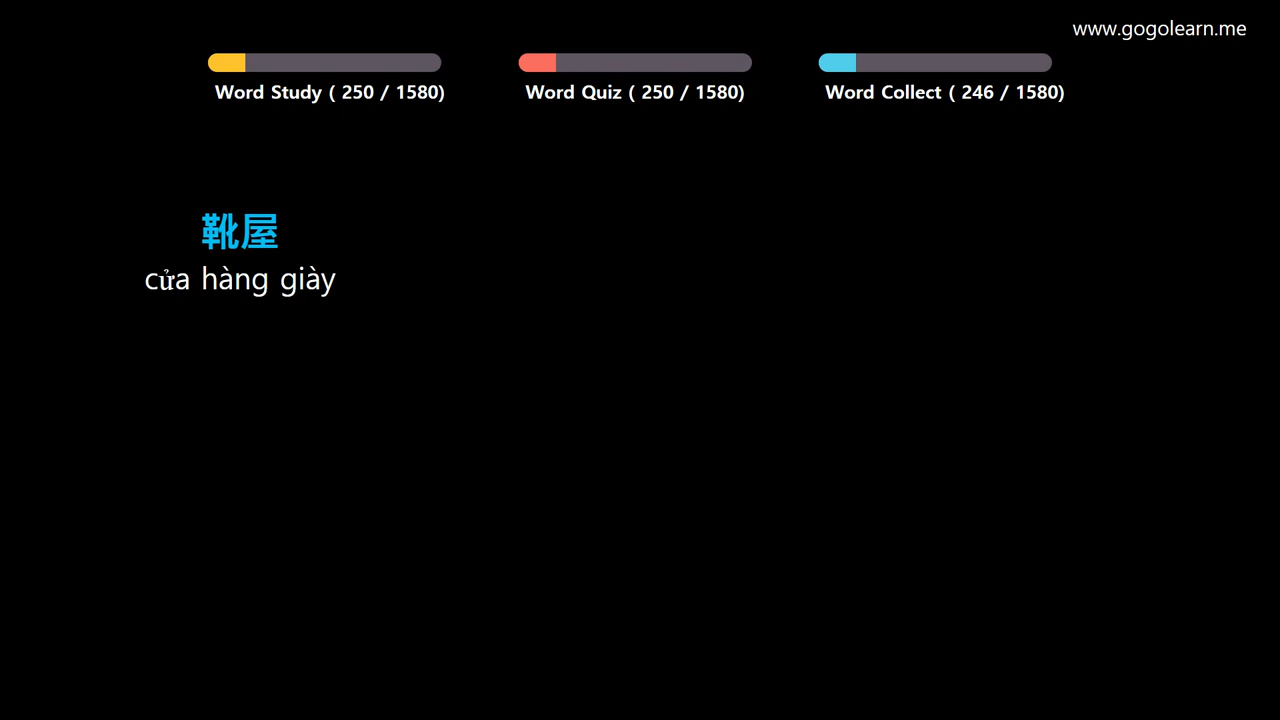 www.gogolearn.me
Word Study ( 250 / 1580)
Word Quiz ( 250 / 1580)
Word Collect ( 246 / 1580)
靴屋
cửa hàng giày